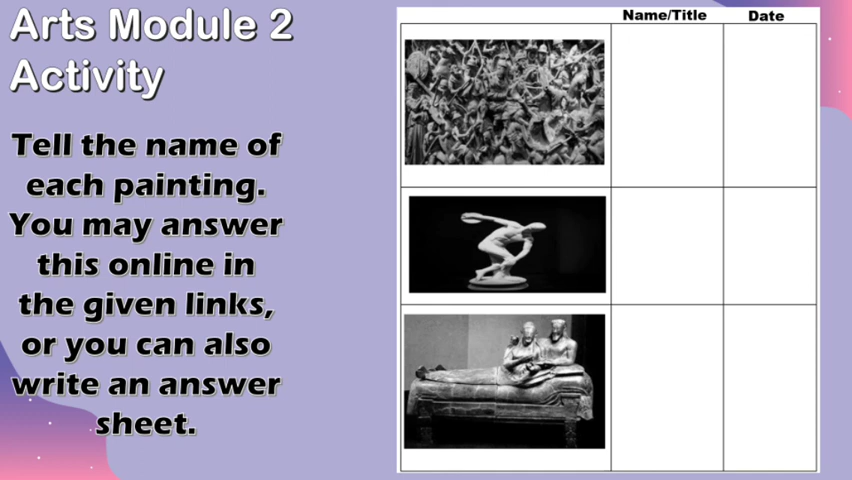 Arts Module 2
Activity
Tell the name of
each painting.
You may answer
this online in
the given links,
or you can also
write an answer
sheet.
Name/Title Date